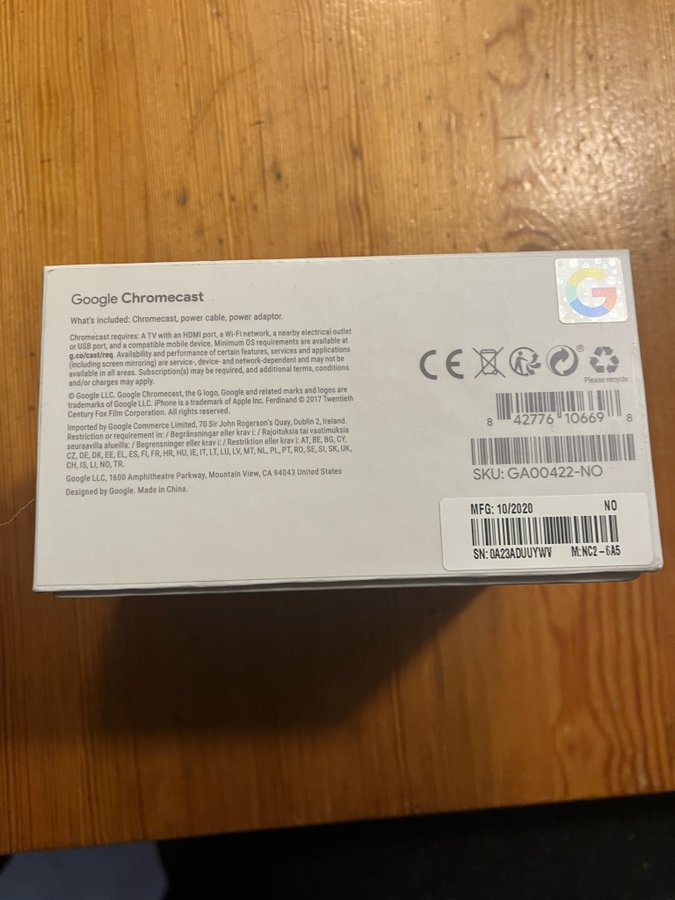 Google Chromecast
What's included: Chromecast, power cable, power adaptor.
Chromecast requires: A TV with an HDMI port, a Wi-Fi network, a nearby electrical outlet
or USB port, and a compatible mobile device. Minimum OS requirements are available at
g.co/cast/req. Availability and performance of certain features, services and applications
(including screen mirroring) are service-, device- and network-dependent and may not be
available in all areas. Subscription(s) may be required, and additional terms, conditions
and/or charges may apply.
© Google LLC. Google Chromecast, the G logo, Google and related marks and logos are
trademarks of Google LLC. iPhone is a trademark of Apple Inc. Ferdinand © 2017 Twentieth
Century Fox Film Corporation. All rights reserved.
Imported by Google Commerce Limited, 70 Sir John Rogerson's Quay, Dublin 2, Ireland.
Restriction or requirement in: / Begränsningar eller krav i: / Rajoituksia tai vaatimuksia
seuraavilla alueilla: / Begrensninger eller krav i: / Restriktion eller krav i: AT, BE, BG, CY,
CZ, DE, DK, EE, EL, ES, FI, FR, HR, HU, IE, IT, LT, LU, LV, MT, NL, PL, PT, RO, SE, SI, SK, UK,
CH, IS, LI, NO, TR.
Google LLC, 1600 Amphitheatre Parkway, Mountain View, CA 94043 United States
Designed by Google. Made in China.
G
CE
®
Please recycle
8 42776 10669 8
SKU: GA00422-NO
MFG: 10/2020 NO
SN: 0A23ADUUYWV M:NC2-6A5